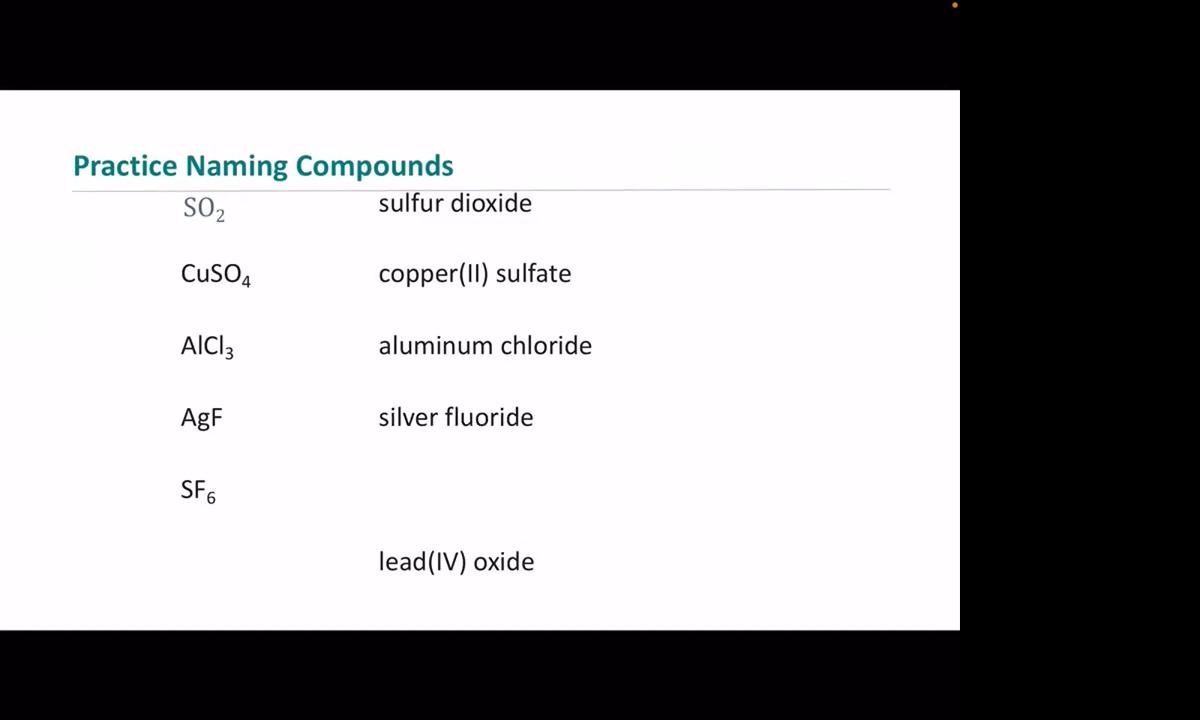 Practice Naming Compounds
SO₂ sulfur dioxide
CuSO₄ copper(II) sulfate
AlCl₃ aluminum chloride
AgF silver fluoride
SF₆
lead(IV) oxide